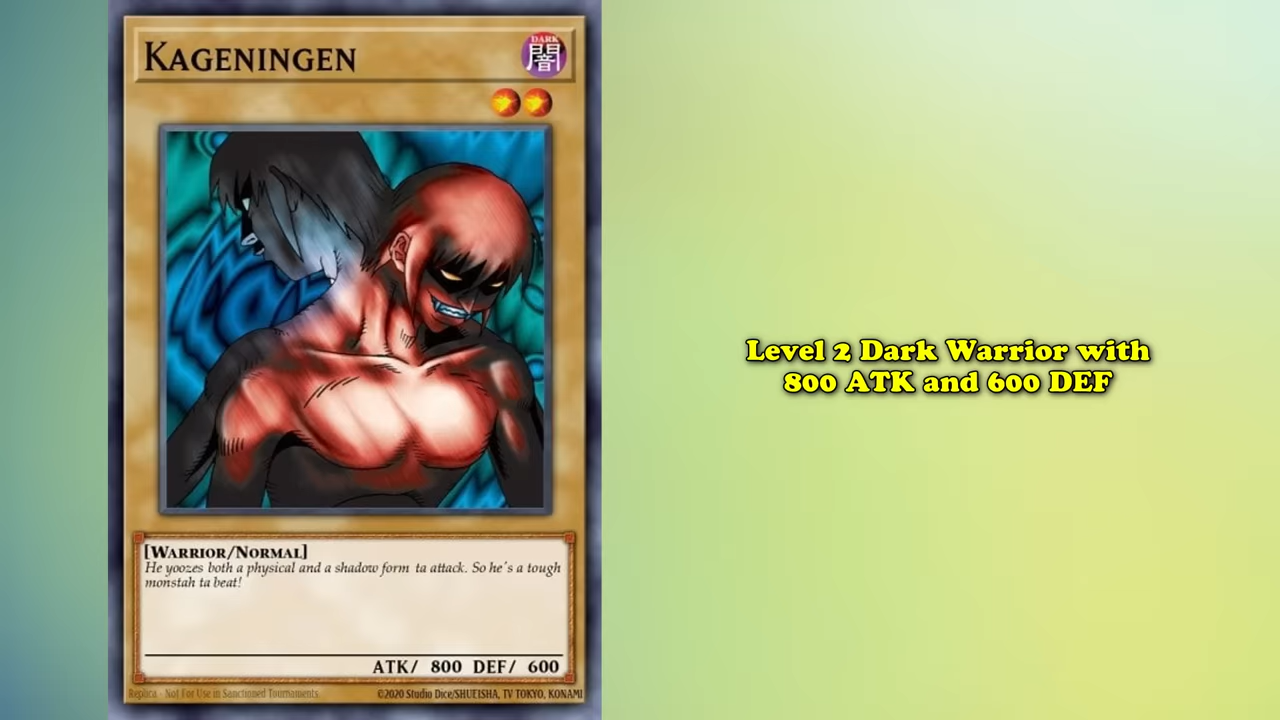 KAGENINGEN
DARK
闇
[WARRIOR/NORMAL]
He yoozes both a physical and a shadow form ta attack. So he's a tough
monstah ta beat!
ATK/ 800 DEF/ 600
Replica - Not For Use in Sanctioned Tournaments
©2020 Studio Dice/SHUEISHA, TV TOKYO, KONAMI
Level 2 Dark Warrior with
800 ATK and 600 DEF